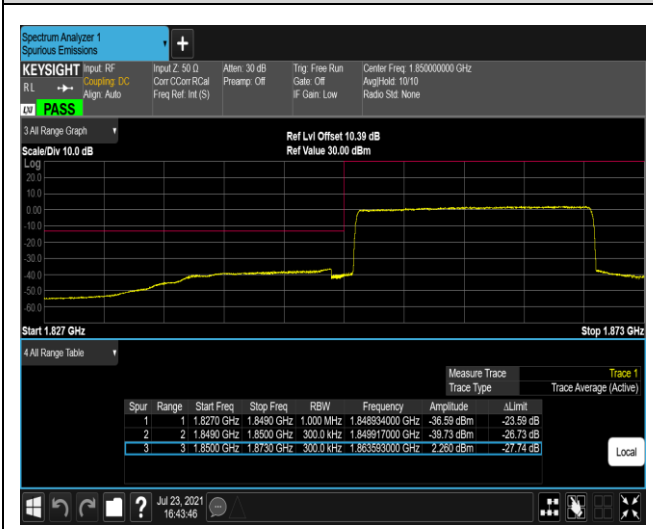 Spectrum Analyzer 1
Spurious Emissions
+
KEYSIGHT Input: RF Input Z: 50 Ω Atten: 30 dB Trig: Free Run Center Freq: 1.850000000 GHz
RL Coupling: DC Corr CCorr RCal Preamp: Off Gate: Off Avg|Hold: 10/10
Align: Auto Freq Ref: Int (S) IF Gain: Low Radio Std: None
LXI PASS
3 All Range Graph
Ref Lvl Offset 10.39 dB
Scale/Div 10.0 dB Ref Value 30.00 dBm
Log
20.0
10.0
0.00
-10.0
-20.0
-30.0
-40.0
-50.0
-60.0
Start 1.827 GHz Stop 1.873 GHz
4 All Range Table
Measure Trace Trace 1
Trace Type Trace Average (Active)
Spur Range Start Freq Stop Freq RBW Frequency Amplitude ΔLimit
1 1 1.8270 GHz 1.8490 GHz 1.000 MHz 1.848934000 GHz -36.59 dBm -23.59 dB
2 2 1.8490 GHz 1.8500 GHz 300.0 kHz 1.849917000 GHz -39.73 dBm -26.73 dB
3 3 1.8500 GHz 1.8730 GHz 300.0 kHz 1.863593000 GHz 2.260 dBm -27.74 dB
Local
? Jul 23, 2021
16:43:46